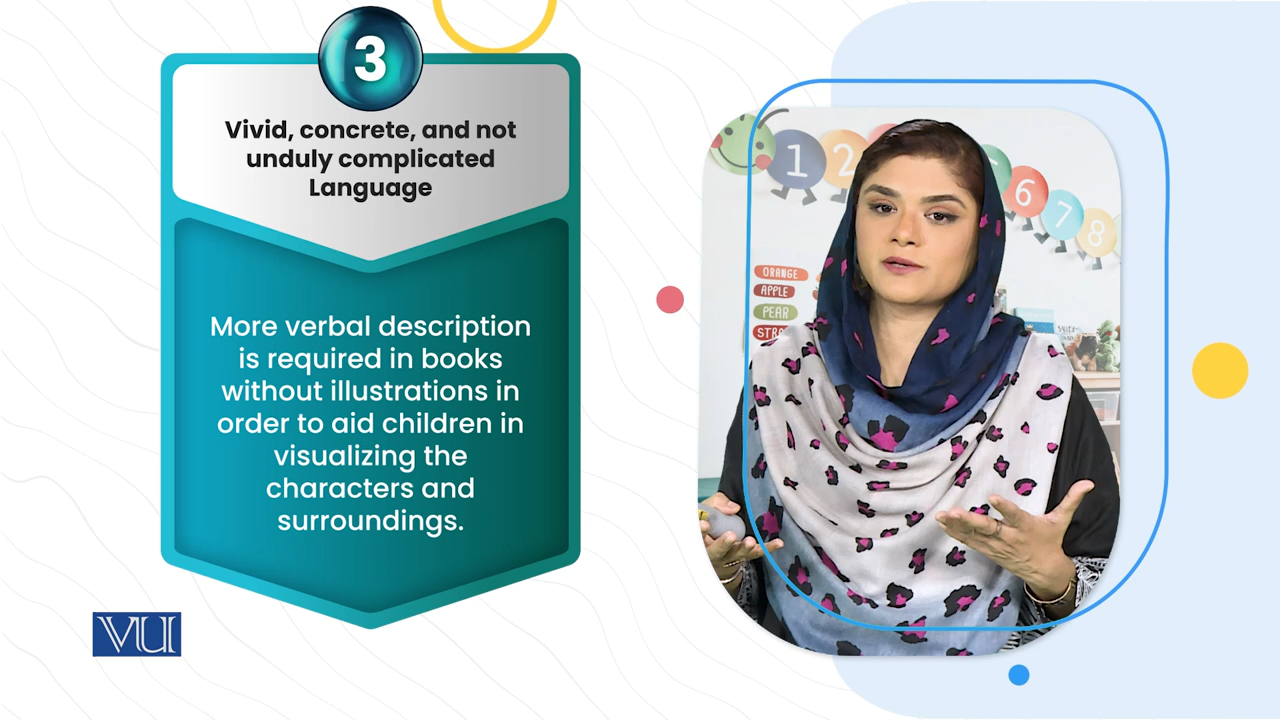 3
Vivid, concrete, and not
unduly complicated
Language
More verbal description
is required in books
without illustrations in
order to aid children in
visualizing the
characters and
surroundings.
VU
1
2
6
7
8
ORANGE
APPLE
PEAR
STRA